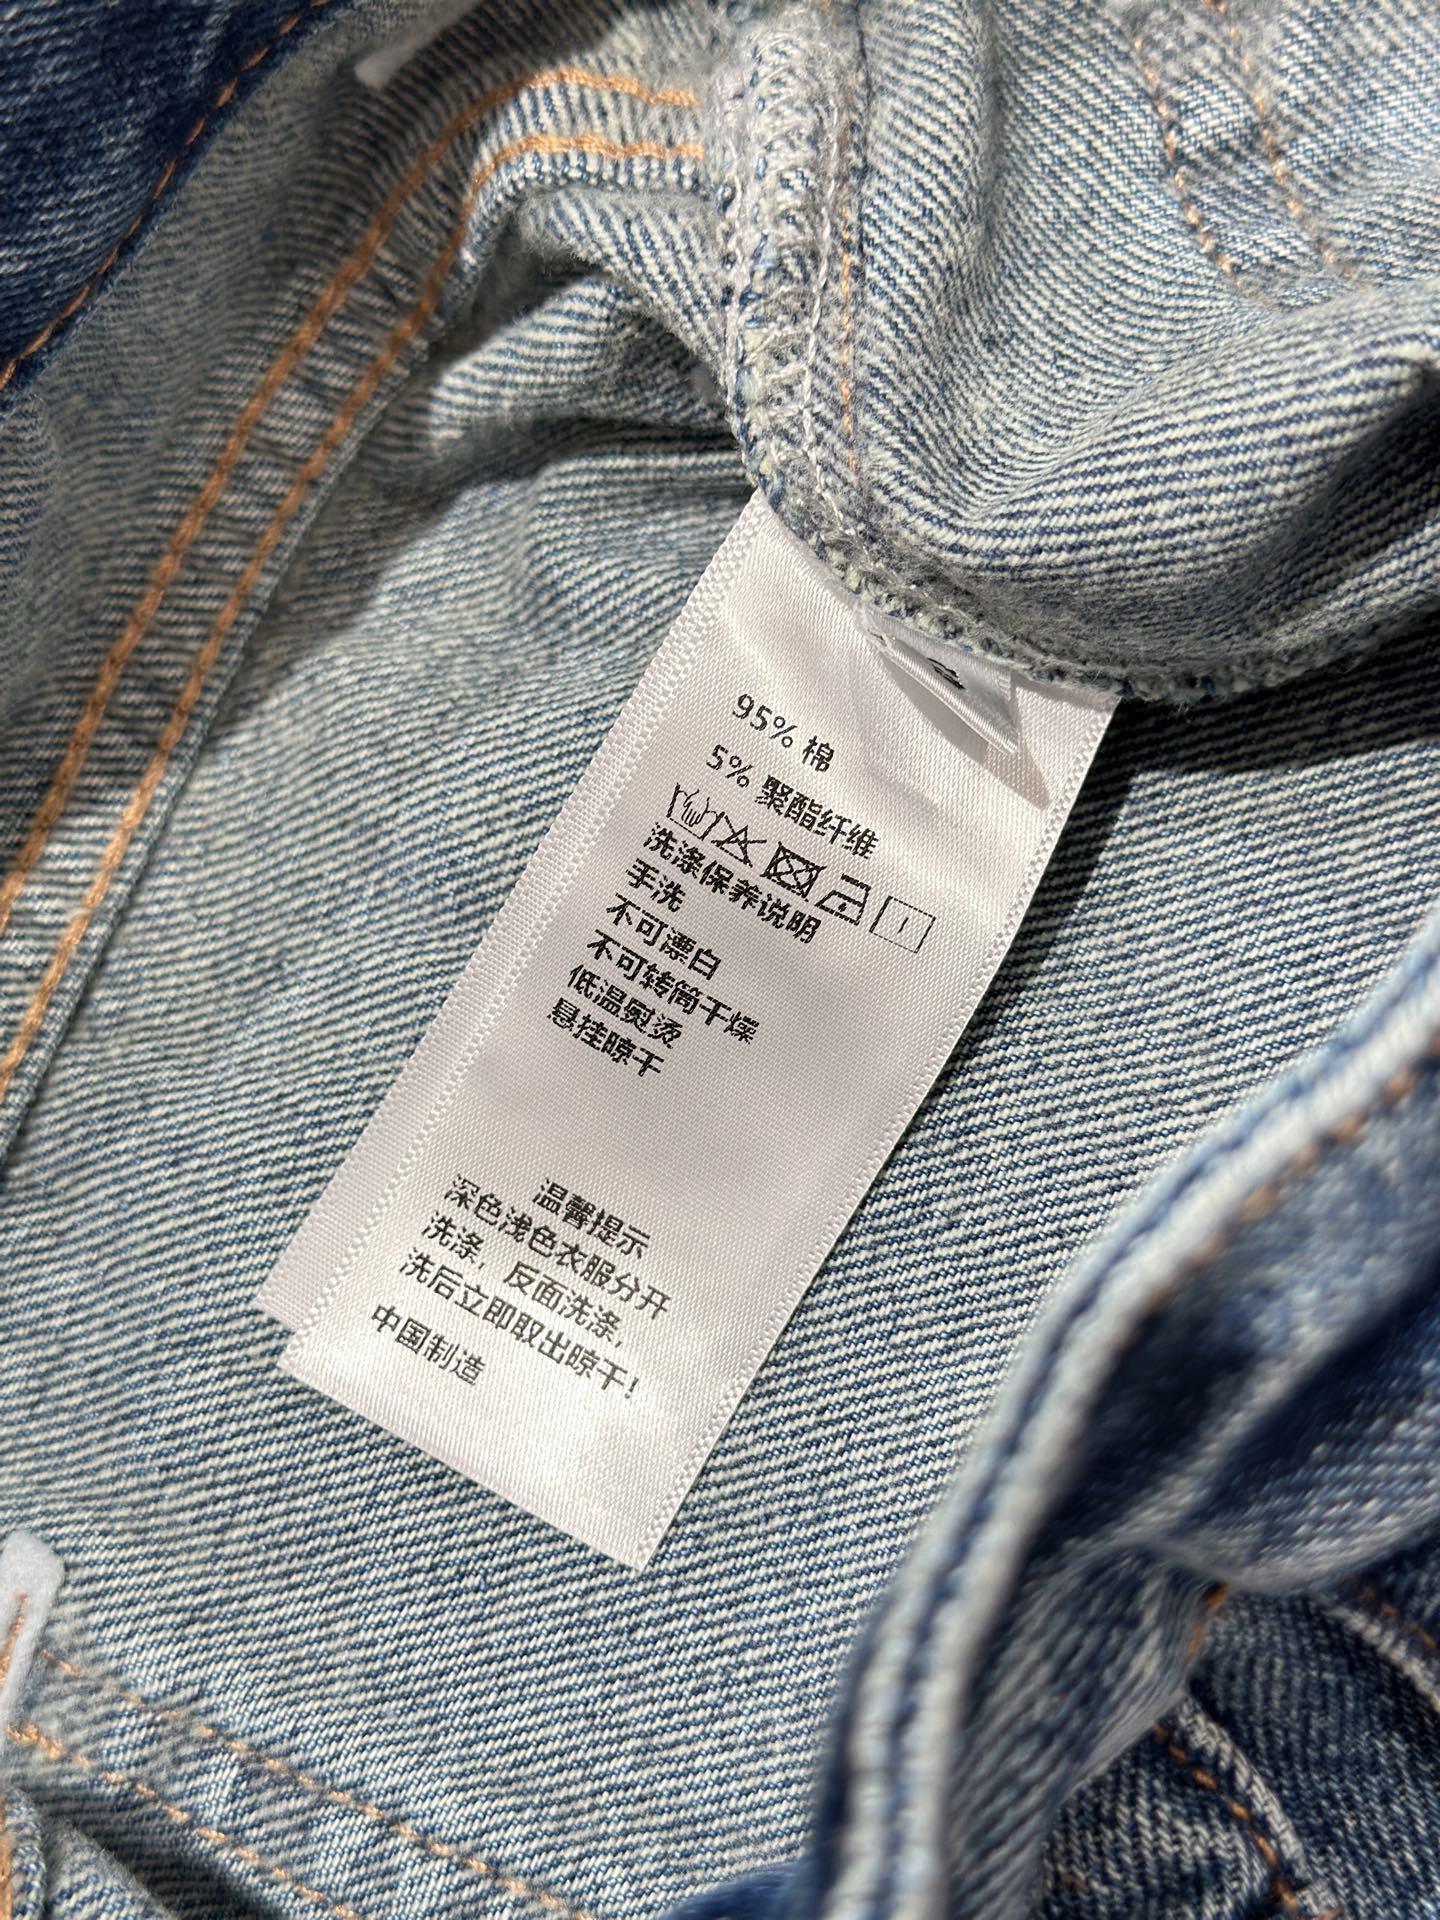 95% 棉
5% 聚酯纤维
洗涤保养说明
手洗
不可漂白
不可转筒干燥
低温熨烫
悬挂晾干
温馨提示
深色浅色衣服分开
洗涤，反面洗涤，
洗后立即取出晾干！
中国制造